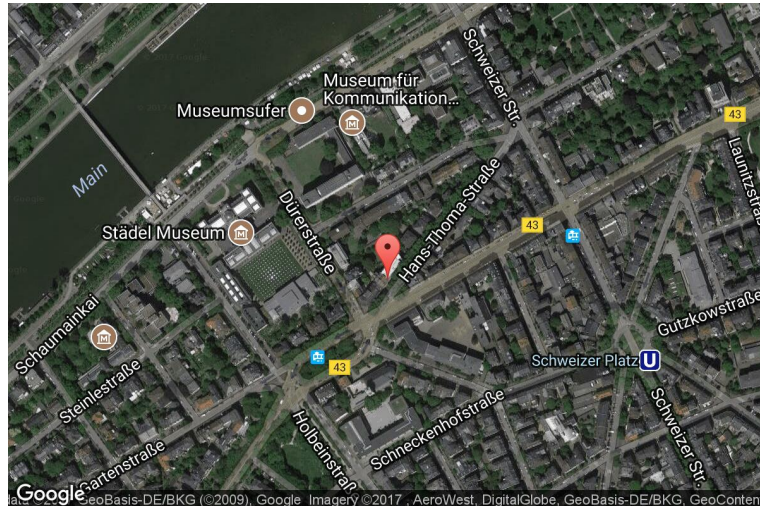 Schweizer Str.
Museum für
Kommunikation...
Museumsufer
43
Launitzstraß
Main
Dürerstraße
Hans-Thoma-Straße
Städel Museum
43
Schaumainkai
Gutzkowstraße
Schweizer Platz
U
43
Steinlestraße
Gartenstraße
Holbeinstraß
Schneckenhofstraße
Schweizer Str.
Google
GeoBasis-DE/BKG (©2009), Google Imagery ©2017 , AeroWest, DigitalGlobe, GeoBasis-DE/BKG, GeoConten